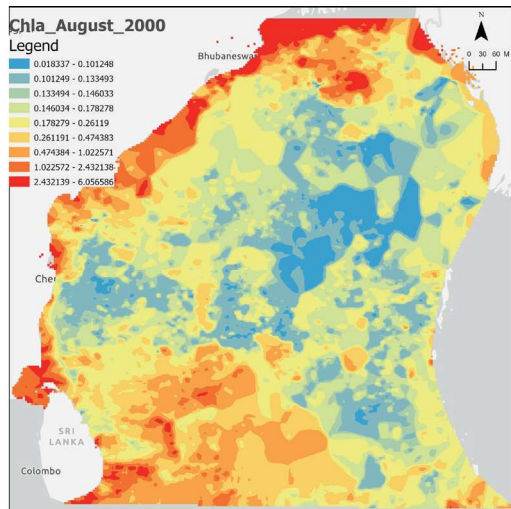 Chla_August_2000
Legend
0.018337 - 0.101248
0.101249 - 0.133493
0.133494 - 0.146033
0.146034 - 0.178278
0.178279 - 0.26119
0.261191 - 0.474383
0.474384 - 1.022571
1.022572 - 2.432138
2.432139 - 6.056586
N
0 30 60 M
Bhubaneswar
Cher
SRI
LANKA
Colombo